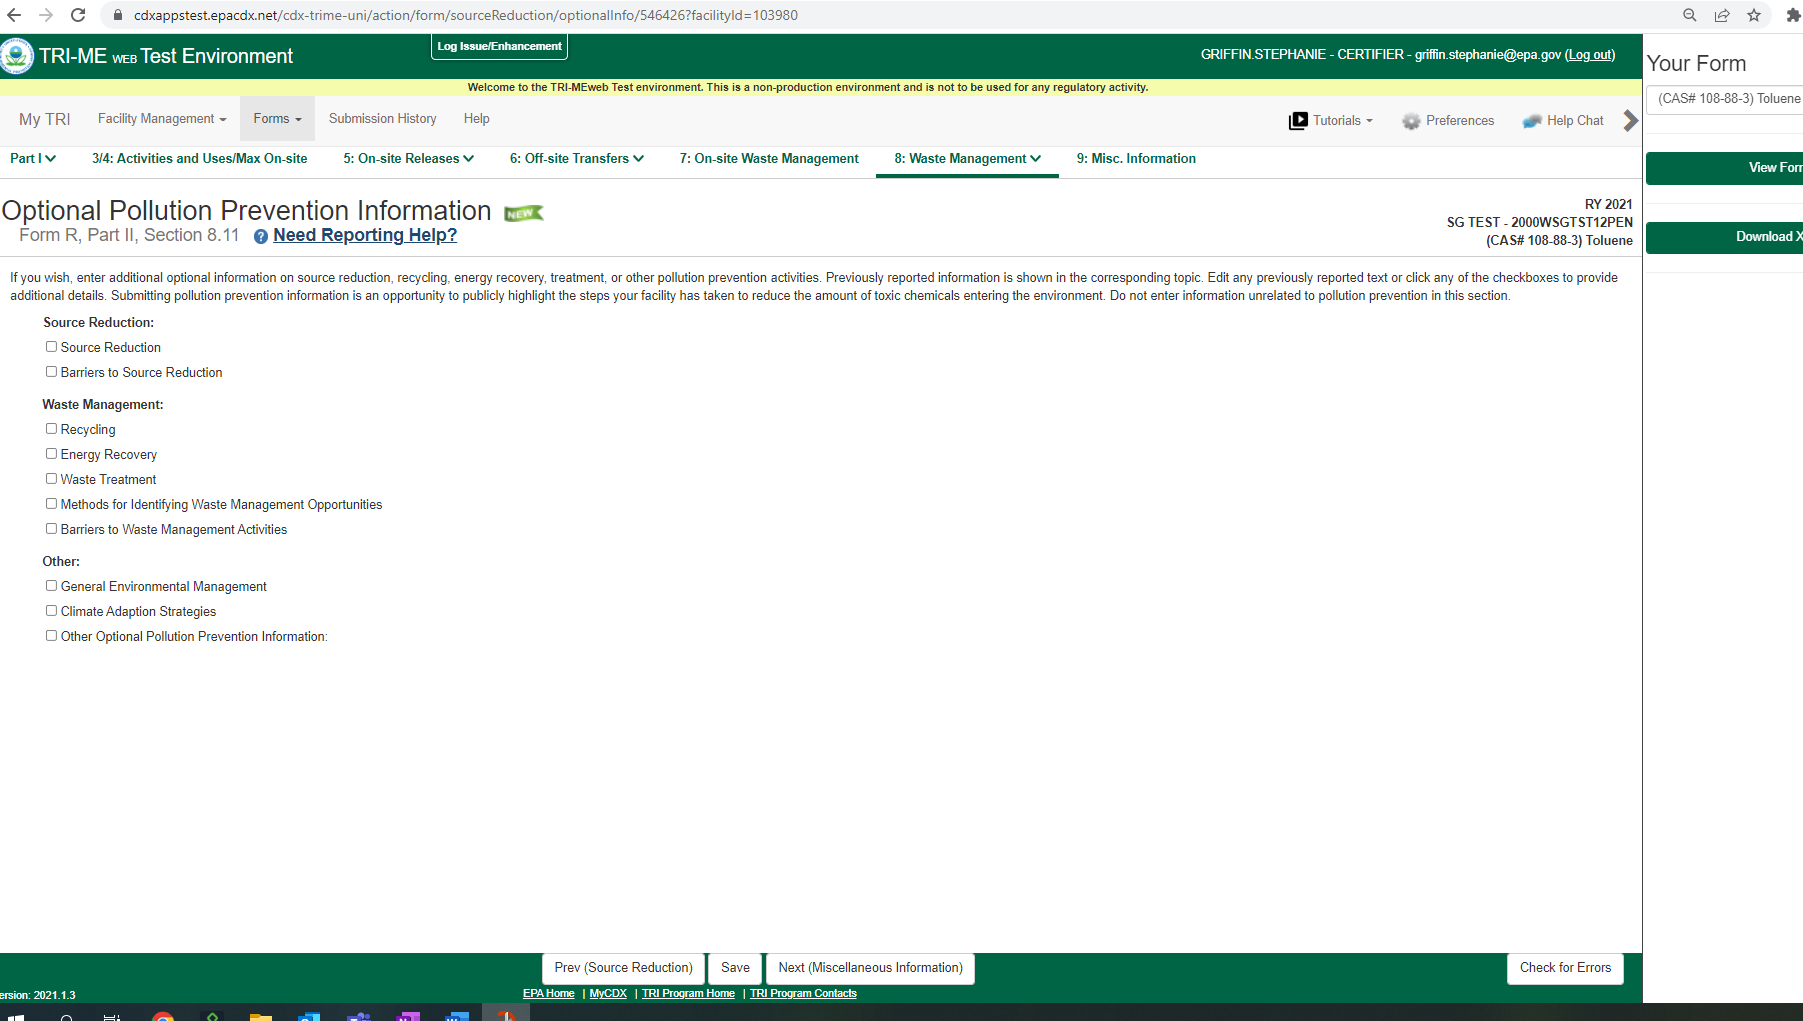 cdxappstest.epacdx.net/cdx-trime-uni/action/form/sourceReduction/optionalInfo/546426?facilityId=103980
TRI-ME WEB Test Environment
Log Issue/Enhancement
GRIFFIN.STEPHANIE - CERTIFIER - griffin.stephanie@epa.gov (Log out)
Welcome to the TRI-MEweb Test environment. This is a non-production environment and is not to be used for any regulatory activity.
My TRI Facility Management Forms Submission History Help Tutorials Preferences Help Chat
Part I 3/4: Activities and Uses/Max On-site 5: On-site Releases 6: Off-site Transfers 7: On-site Waste Management 8: Waste Management 9: Misc. Information
Optional Pollution Prevention Information NEW
Form R, Part II, Section 8.11 ? Need Reporting Help?
RY 2021
SG TEST - 2000WSGTST12PEN
(CAS# 108-88-3) Toluene
If you wish, enter additional optional information on source reduction, recycling, energy recovery, treatment, or other pollution prevention activities. Previously reported information is shown in the corresponding topic. Edit any previously reported text or click any of the checkboxes to provide
additional details. Submitting pollution prevention information is an opportunity to publicly highlight the steps your facility has taken to reduce the amount of toxic chemicals entering the environment. Do not enter information unrelated to pollution prevention in this section.
Source Reduction:
Source Reduction
Barriers to Source Reduction
Waste Management:
Recycling
Energy Recovery
Waste Treatment
Methods for Identifying Waste Management Opportunities
Barriers to Waste Management Activities
Other:
General Environmental Management
Climate Adaption Strategies
Other Optional Pollution Prevention Information:
Your Form
(CAS# 108-88-3) Toluene
View For
Download X
Prev (Source Reduction) Save Next (Miscellaneous Information) Check for Errors
EPA Home | MyCDX | TRI Program Home | TRI Program Contacts
ersion: 2021.1.3